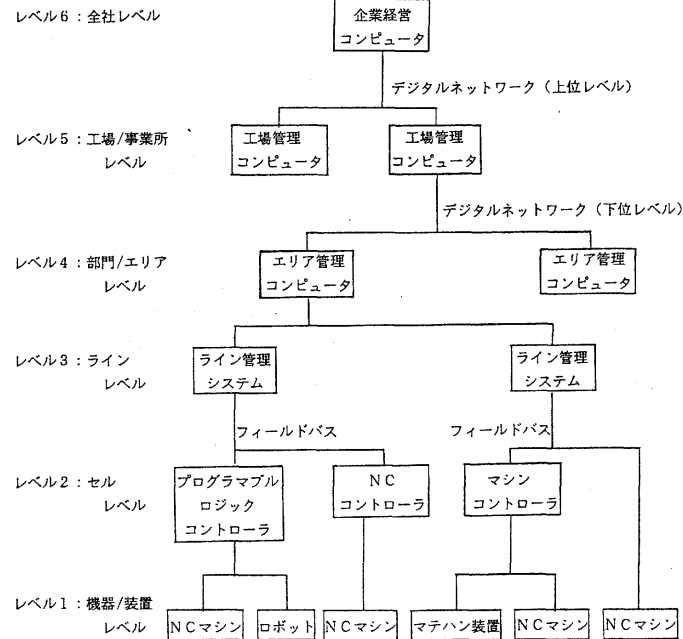 レベル6:全社レベル
企業経営
コンピュータ
デジタルネットワーク(上位レベル)
レベル5:工場/事業所
レベル
工場管理
コンピュータ
工場管理
コンピュータ
デジタルネットワーク(下位レベル)
レベル4:部門/エリア
レベル
エリア管理
コンピュータ
エリア管理
コンピュータ
レベル3:ライン
レベル
ライン管理
システム
ライン管理
システム
フィールドバス
フィールドバス
レベル2:セル
レベル
プログラマブル
ロジック
コントローラ
NC
コントローラ
マシン
コントローラ
レベル1:機器/装置
レベル
NCマシン
ロボット
NCマシン
マテハン装置
NCマシン
NCマシン